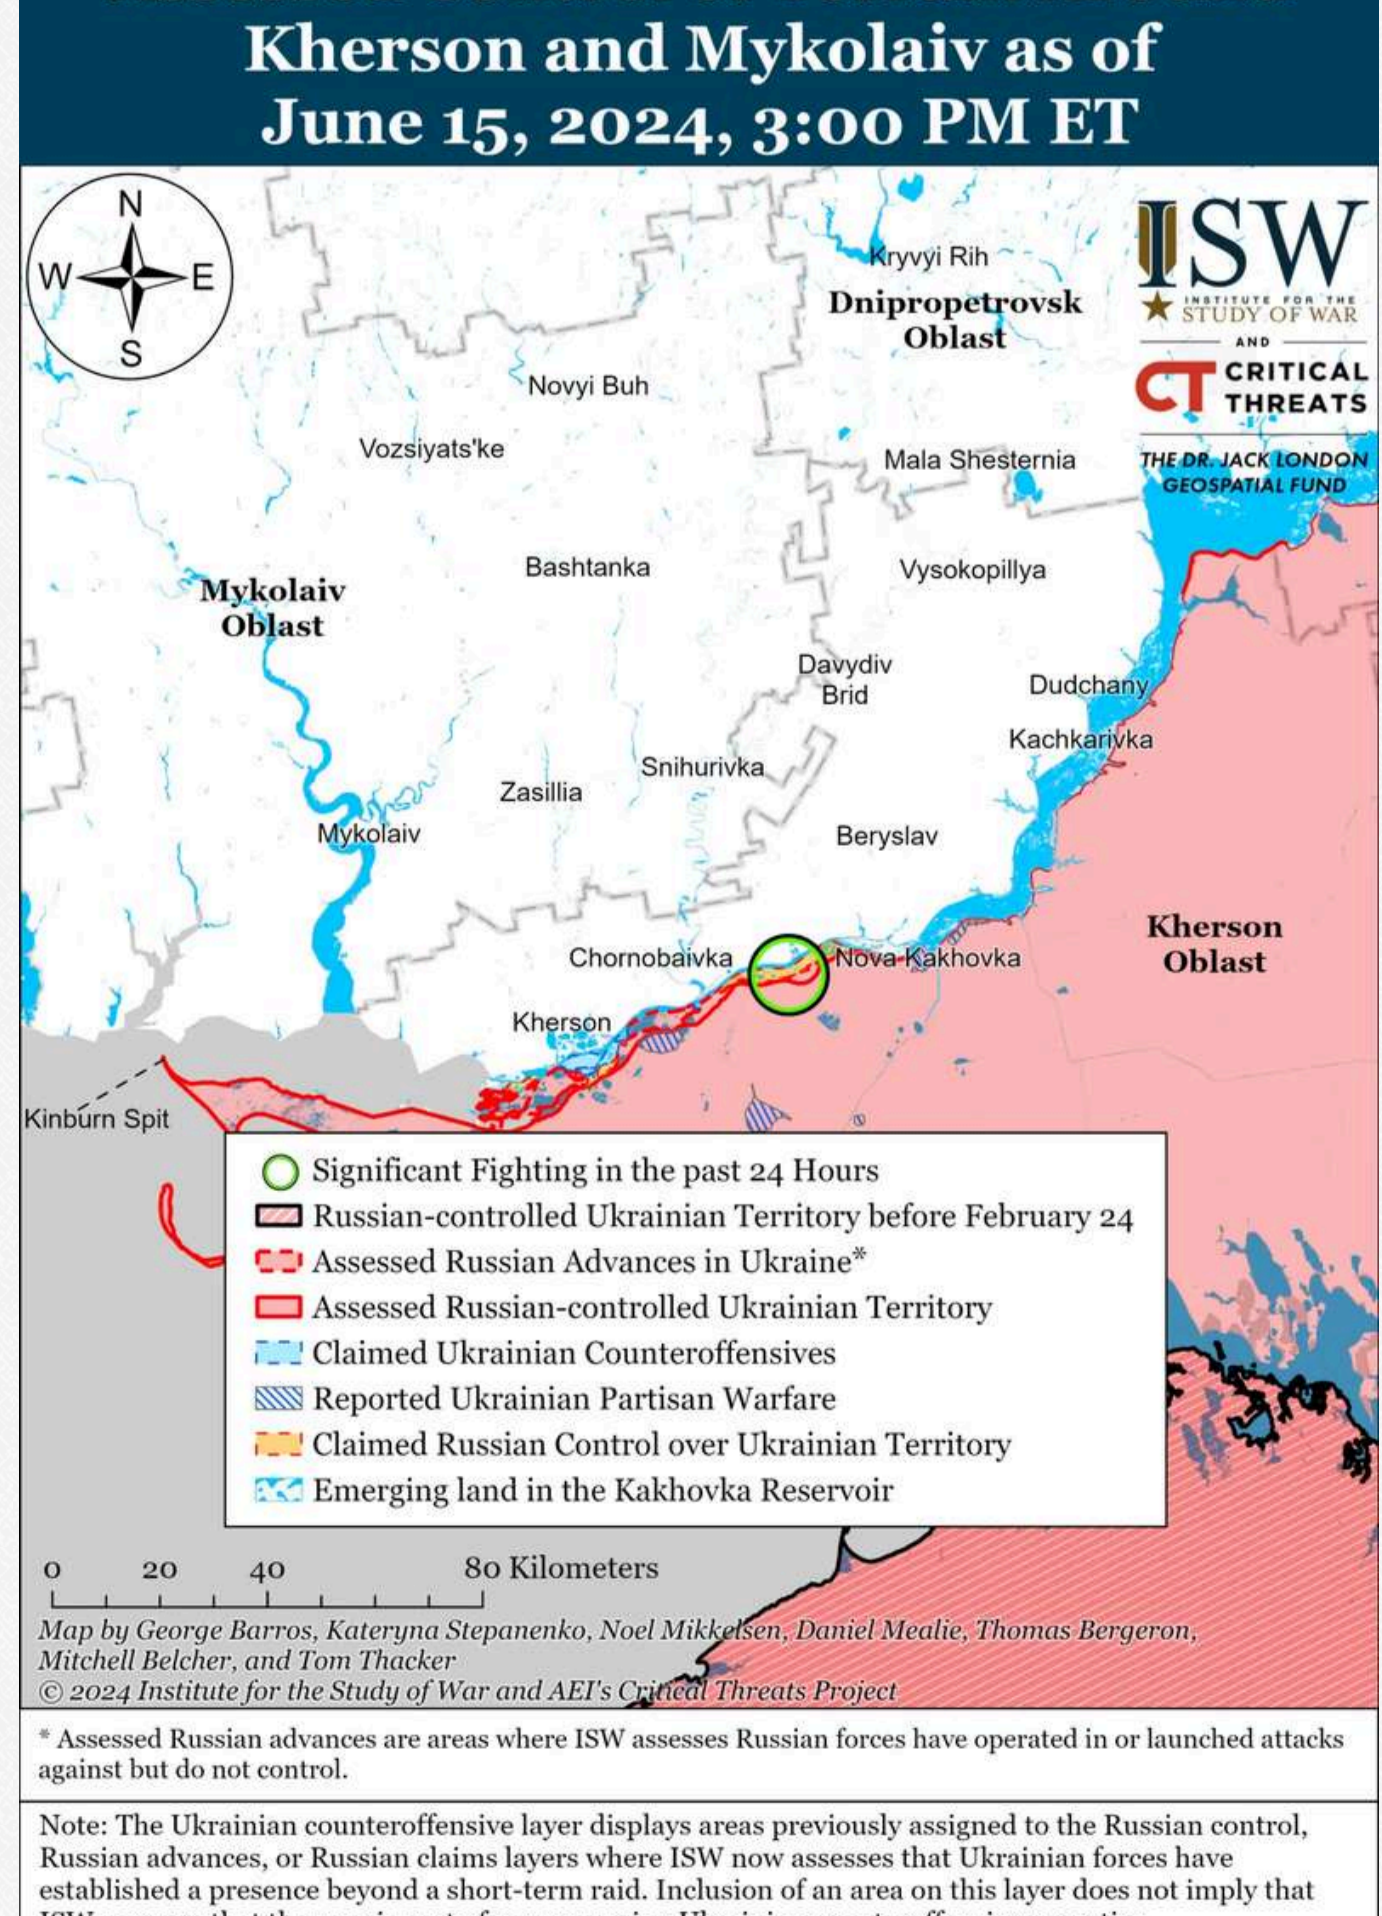 Kherson and Mykolaiv as of
June 15, 2024, 3:00 PM ET
N
W E
S
ISW
INSTITUTE FOR THE
STUDY OF WAR
AND
CT CRITICAL
THREATS
THE DR. JACK LONDON
GEOSPATIAL FUND
Kryvyi Rih
Dnipropetrovsk
Oblast
Novyi Buh
Vozsiyats'ke
Mala Shesternia
Bashtanka
Vysokopillya
Mykolaiv
Oblast
Davydiv
Brid
Dudchany
Kachkarivka
Snihurivka
Zasillia
Mykolaiv
Beryslav
Kherson
Oblast
Chornobaivka
Nova Kakhovka
Kherson
Kinburn Spit
Significant Fighting in the past 24 Hours
Russian-controlled Ukrainian Territory before February 24
Assessed Russian Advances in Ukraine*
Assessed Russian-controlled Ukrainian Territory
Claimed Ukrainian Counteroffensives
Reported Ukrainian Partisan Warfare
Claimed Russian Control over Ukrainian Territory
Emerging land in the Kakhovka Reservoir
0 20 40 80 Kilometers
Map by George Barros, Kateryna Stepanenko, Noel Mikkelsen, Daniel Mealie, Thomas Bergeron,
Mitchell Belcher, and Tom Thacker
© 2024 Institute for the Study of War and AEI's Critical Threats Project
* Assessed Russian advances are areas where ISW assesses Russian forces have operated in or launched attacks
against but do not control.
Note: The Ukrainian counteroffensive layer displays areas previously assigned to the Russian control,
Russian advances, or Russian claims layers where ISW now assesses that Ukrainian forces have
established a presence beyond a short-term raid. Inclusion of an area on this layer does not imply that